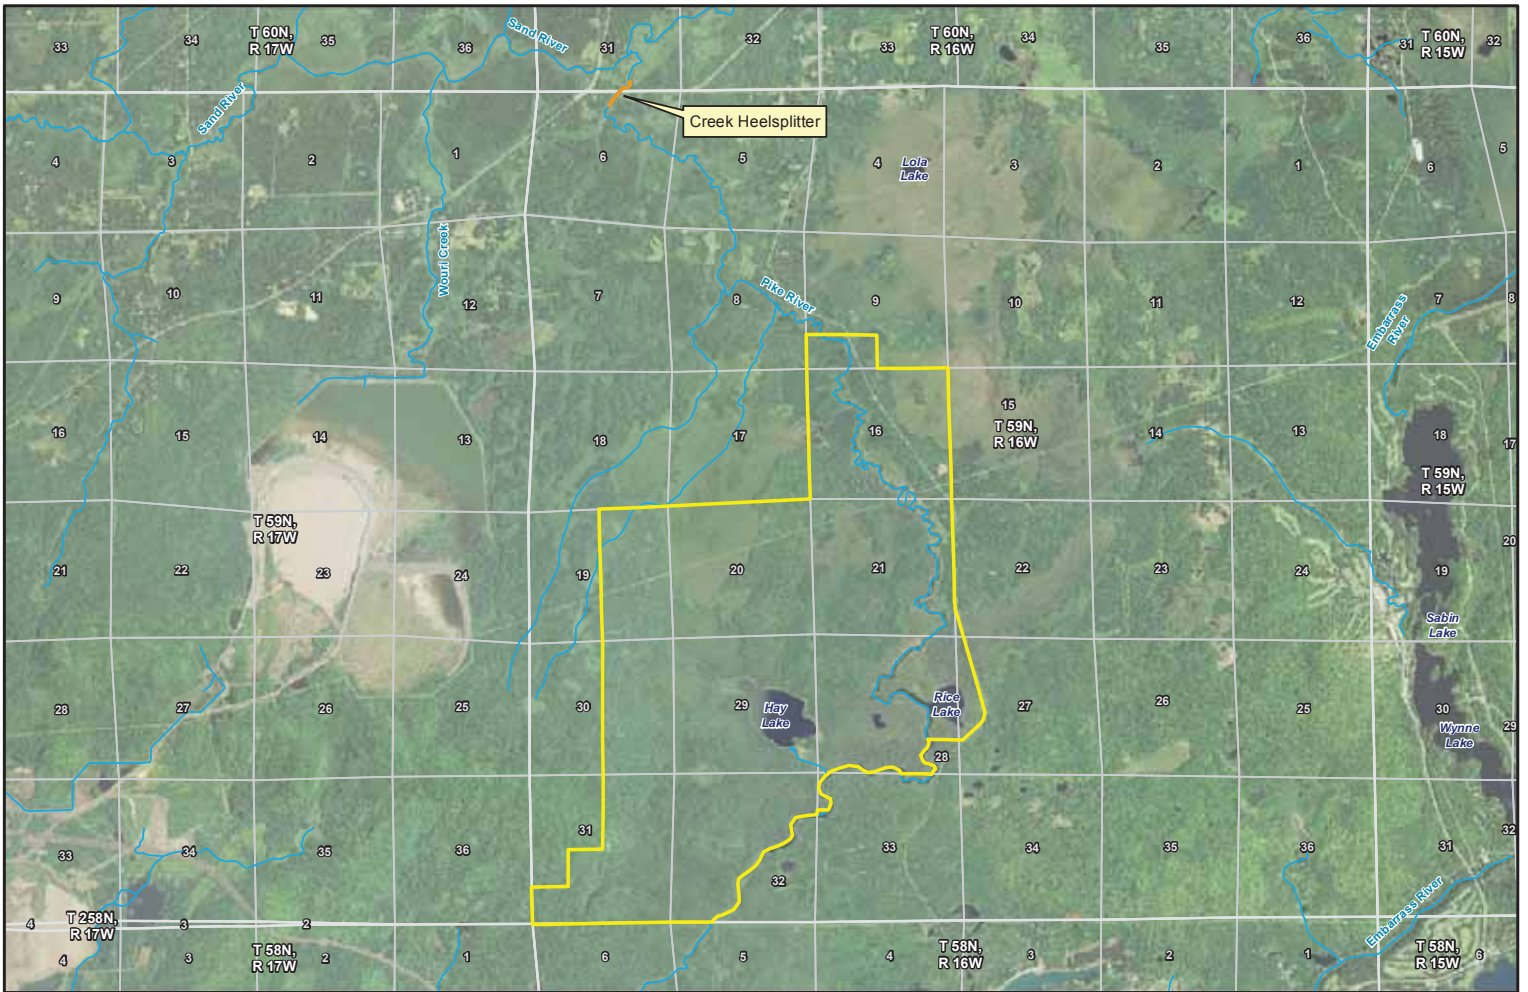 33
34
T 60N,
R 17W
35
36
Sand River
31
32
33
T 60N,
R 16W
34
35
36
31
T 60N,
R 15W
32
Sand River
Creek Heelsplitter
4
3
2
1
6
5
4
Lola
Lake
3
2
1
6
5
Wouri Creek
9
10
11
12
7
8
Pike River
9
10
11
12
Embarrass
River
7
8
16
15
14
13
18
17
16
15
T 59N,
R 16W
14
13
18
17
T 59N,
R 15W
T 59N,
R 17W
21
22
23
24
19
20
21
22
23
24
19
20
Sabin
Lake
28
27
26
25
30
29
Hay
Lake
Rice
Lake
28
27
26
25
30
29
Wynne
Lake
33
34
35
36
31
32
33
34
35
36
31
32
Embarrass River
4
T 258N,
R 17W
3
2
4
3
T 58N,
R 17W
2
1
6
5
4
T 58N,
R 16W
3
2
1
T 58N,
R 15W
6